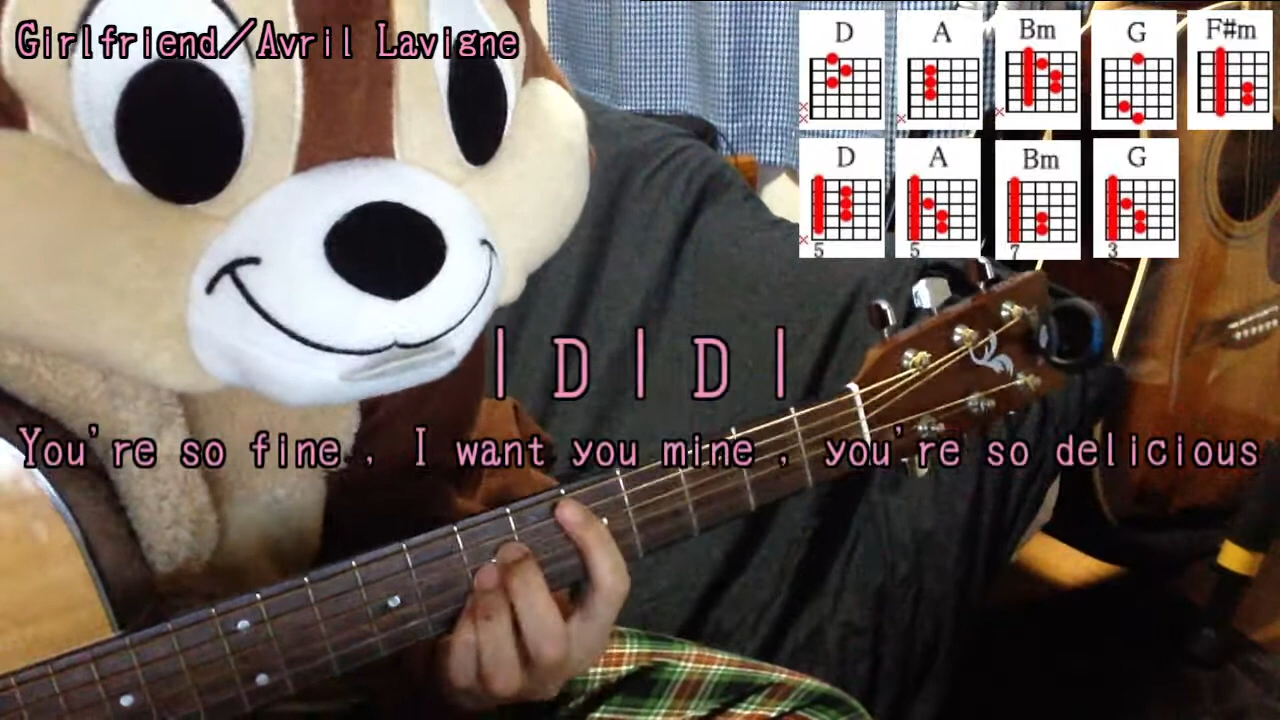 Girlfriend/Avril Lavigne
D A Bm G F#m
D A Bm G
5 5 7 3
| D | D |
You're so fine, I want you mine, you're so delicious